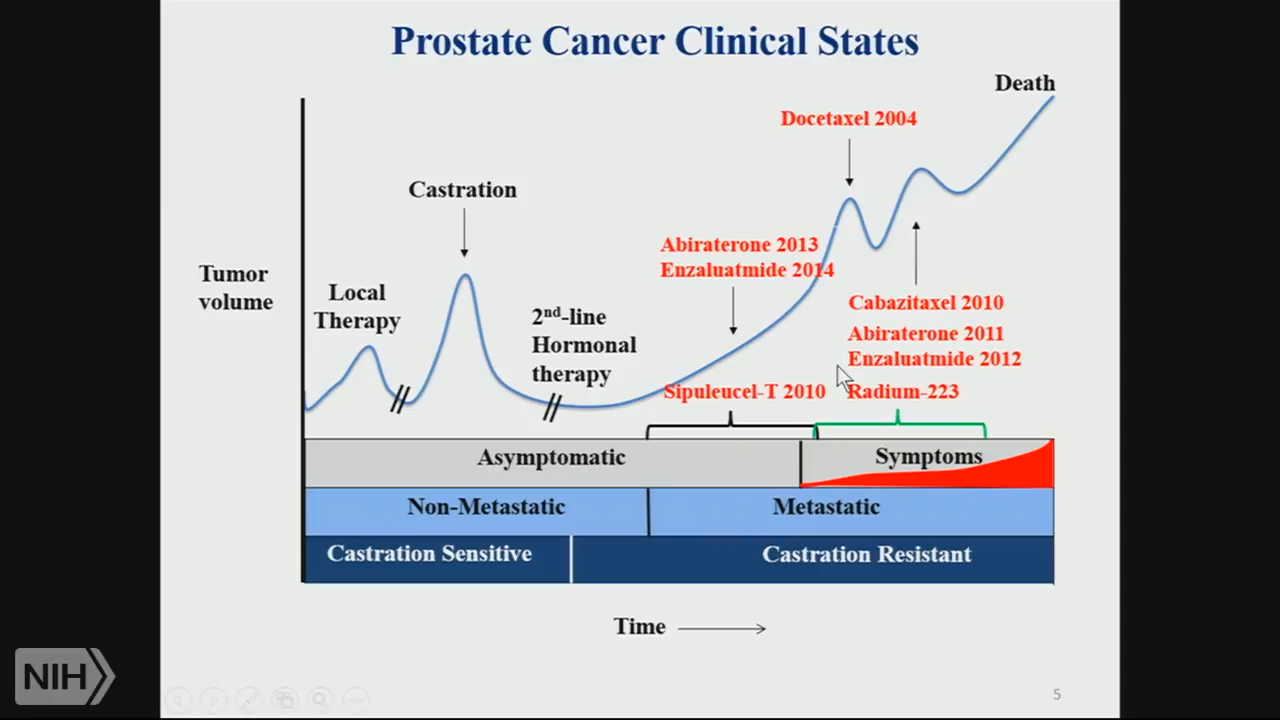 Prostate Cancer Clinical States
Death
Docetaxel 2004
Castration
Abiraterone 2013
Enzaluatmide 2014
Tumor
volume
Local
Therapy
2nd-line
Hormonal
therapy
Cabazitaxel 2010
Abiraterone 2011
Enzaluatmide 2012
Sipuleucel-T 2010
Radium-223
Asymptomatic
Symptoms
Non-Metastatic
Metastatic
Castration Sensitive
Castration Resistant
Time
NIH
5